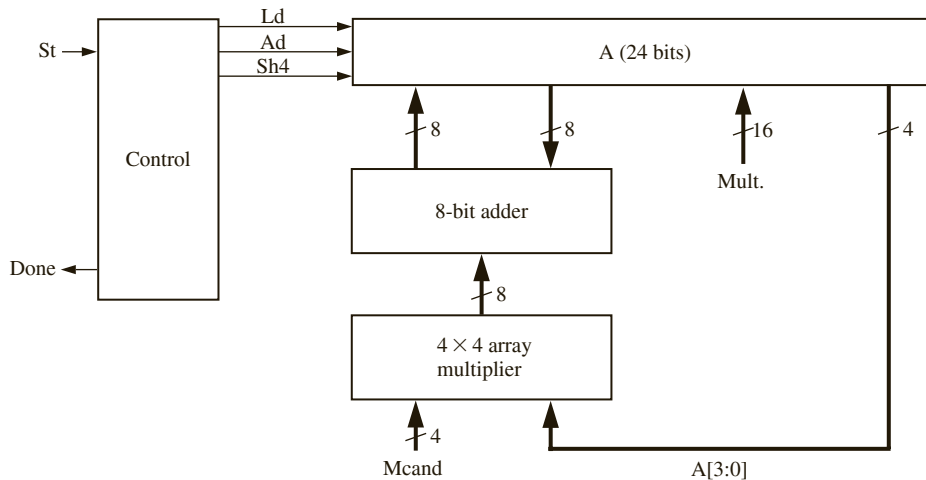 Ld
St
Ad
A (24 bits)
Sh4
8
8
16
4
Control
Mult.
8-bit adder
Done
8
4 × 4 array
multiplier
4
Mcand
A[3:0]